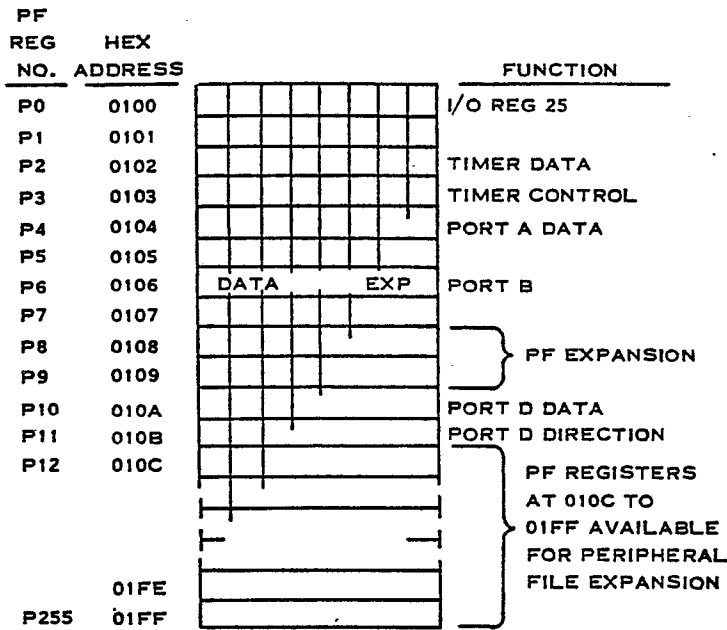 PF
REG HEX
NO. ADDRESS FUNCTION
P0 0100 I/O REG 25
P1 0101
P2 0102 TIMER DATA
P3 0103 TIMER CONTROL
P4 0104 PORT A DATA
P5 0105
P6 0106 DATA EXP PORT B
P7 0107
P8 0108
PF EXPANSION
P9 0109
P10 010A PORT D DATA
P11 010B PORT D DIRECTION
P12 010C
PF REGISTERS
AT 010C TO
01FF AVAILABLE
FOR PERIPHERAL
FILE EXPANSION
01FE
P255 01FF